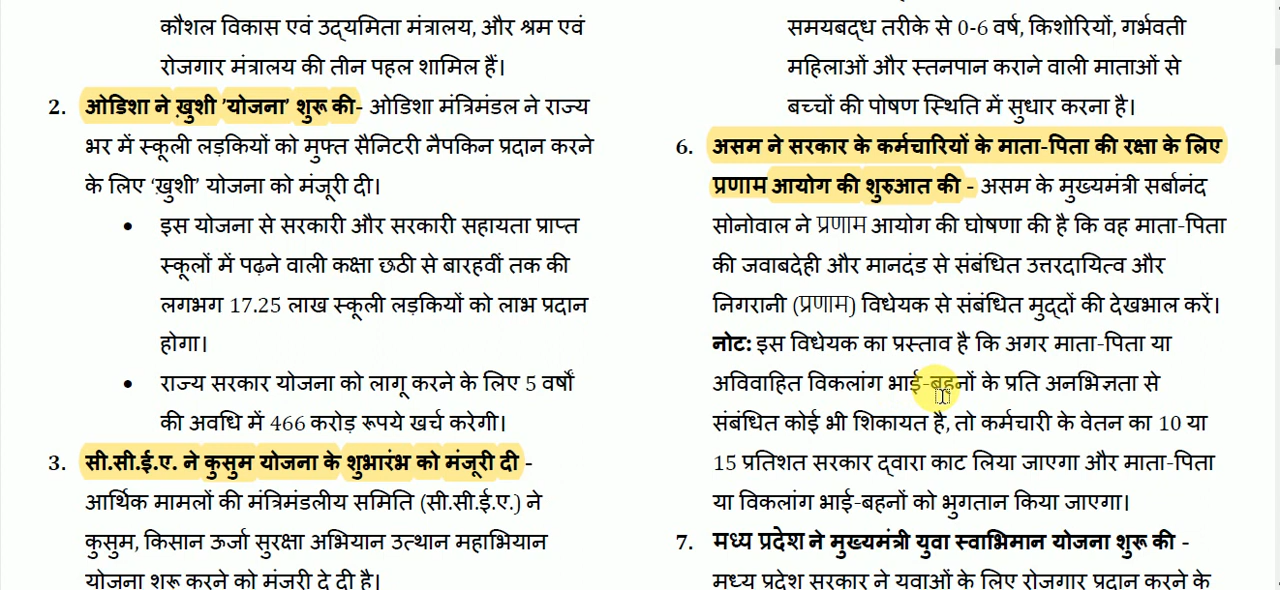 कौशल विकास एवं उद्यमिता मंत्रालय, और श्रम एवं
रोजगार मंत्रालय की तीन पहल शामिल हैं।
2. ओडिशा ने ख़ुशी 'योजना' शुरू की- ओडिशा मंत्रिमंडल ने राज्य
भर में स्कूली लड़कियों को मुफ्त सैनिटरी नैपकिन प्रदान करने
के लिए ‘ख़ुशी’ योजना को मंजूरी दी।
• इस योजना से सरकारी और सरकारी सहायता प्राप्त
स्कूलों में पढ़ने वाली कक्षा छठी से बारहवीं तक की
लगभग 17.25 लाख स्कूली लड़कियों को लाभ प्रदान
होगा।
• राज्य सरकार योजना को लागू करने के लिए 5 वर्षों
की अवधि में 466 करोड़ रूपये खर्च करेगी।
3. सी.सी.ई.ए. ने कुसुम योजना के शुभारंभ को मंजूरी दी -
आर्थिक मामलों की मंत्रिमंडलीय समिति (सी.सी.ई.ए.) ने
कुसुम, किसान ऊर्जा सुरक्षा अभियान उत्थान महाभियान
योजना शुरू करने को मंजूरी दे दी है।
समयबद्ध तरीके से 0-6 वर्ष, किशोरियों, गर्भवती
महिलाओं और स्तनपान कराने वाली माताओं से
बच्चों की पोषण स्थिति में सुधार करना है।
6. असम ने सरकार के कर्मचारियों के माता-पिता की रक्षा के लिए
प्रणाम आयोग की शुरुआत की - असम के मुख्यमंत्री सर्बानंद
सोनोवाल ने प्रणाम आयोग की घोषणा की है कि वह माता-पिता
की जवाबदेही और मानदंड से संबंधित उत्तरदायित्व और
निगरानी (प्रणाम) विधेयक से संबंधित मुद्दों की देखभाल करें।
नोट: इस विधेयक का प्रस्ताव है कि अगर माता-पिता या
अविवाहित विकलांग भाई-बहनों के प्रति अनभिज्ञता से
संबंधित कोई भी शिकायत है, तो कर्मचारी के वेतन का 10 या
15 प्रतिशत सरकार द्वारा काट लिया जाएगा और माता-पिता
या विकलांग भाई-बहनों को भुगतान किया जाएगा।
7. मध्य प्रदेश ने मुख्यमंत्री युवा स्वाभिमान योजना शुरू की -
मध्य प्रदेश सरकार ने युवाओं के लिए रोजगार प्रदान करने के